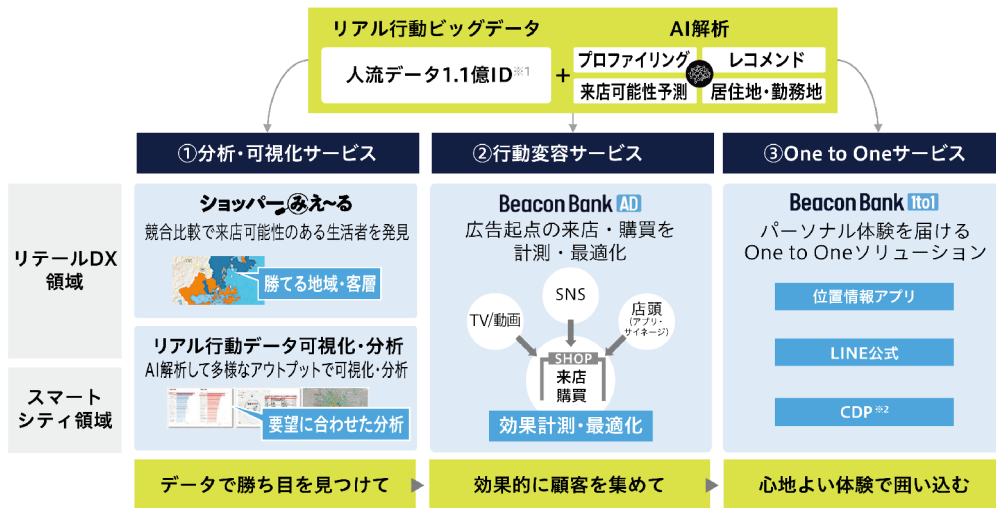 リアル行動ビッグデータ
AI解析
人流データ1.1億ID※1
+
プロファイリング
レコメンド
来店可能性予測
居住地・勤務地
①分析・可視化サービス
②行動変容サービス
③One to Oneサービス
リテールDX
領域
スマート
シティ領域
ショッパーみえ〜る
競合比較で来店可能性のある生活者を発見
勝てる地域・客層
リアル行動データ可視化・分析
AI解析して多様なアウトプットで可視化・分析
要望に合わせた分析
Beacon Bank AD
広告起点の来店・購買を
計測・最適化
SNS
TV/動画
店頭
(アプリ・
サイネージ)
SHOP
来店
購買
効果計測・最適化
Beacon Bank 1to1
パーソナル体験を届ける
One to Oneソリューション
位置情報アプリ
LINE公式
CDP※2
データで勝ち目を見つけて
効果的に顧客を集めて
心地よい体験で囲い込む